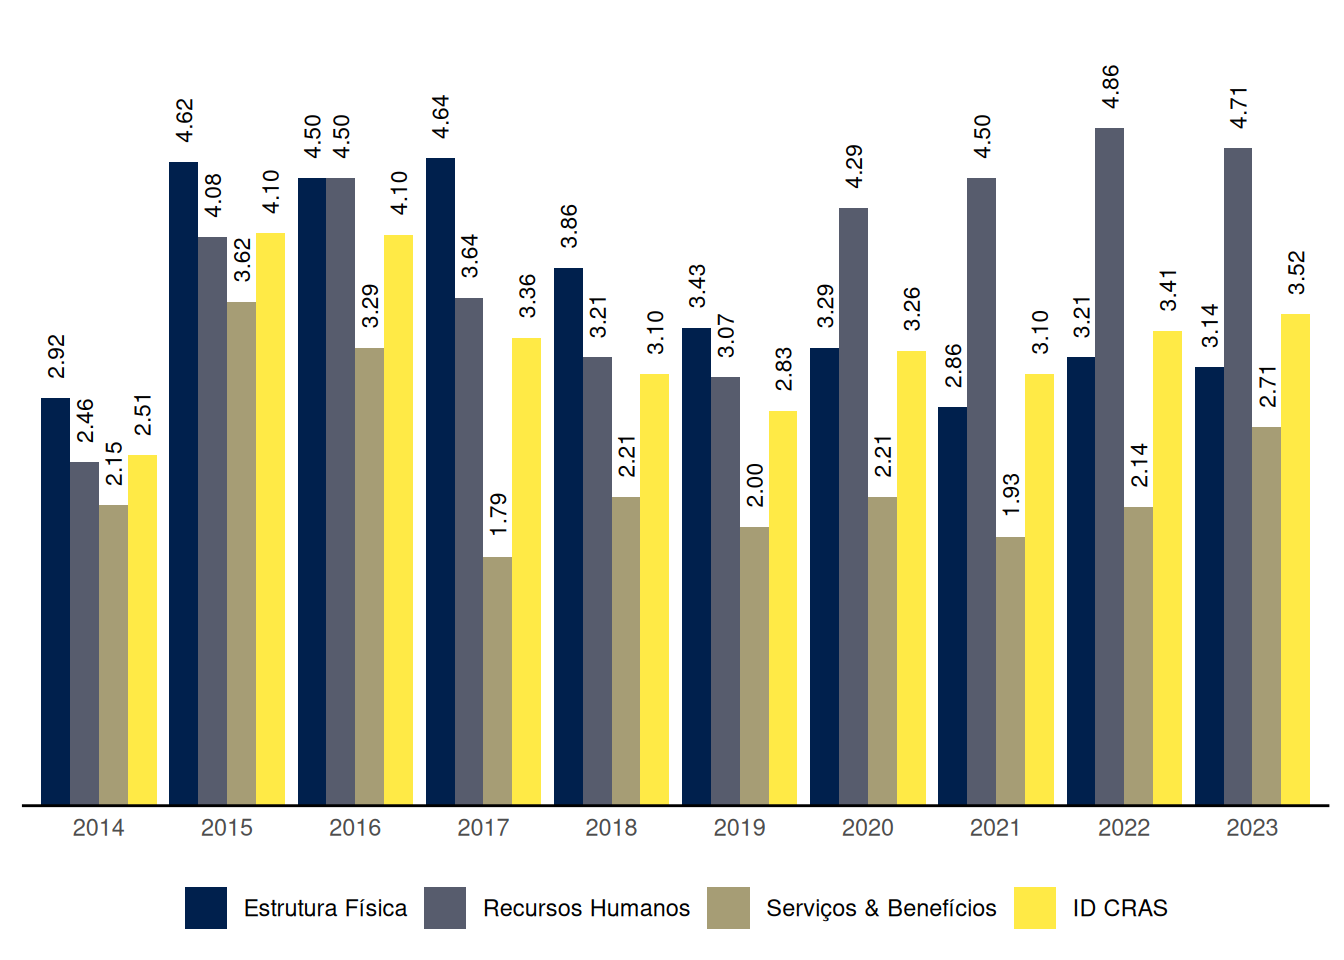 2.92 2.46 2.15 2.51
4.62 4.08 3.62 4.10
4.50 4.50 3.29 4.10
4.64 3.64 1.79 3.36
3.86 3.21 2.21 3.10
3.43 3.07 2.00 2.83
3.29 4.29 2.21 3.26
2.86 4.50 1.93 3.10
3.21 4.86 2.14 3.41
3.14 4.71 2.71 3.52
2014 2015 2016 2017 2018 2019 2020 2021 2022 2023
Estrutura Física Recursos Humanos Serviços & Benefícios ID CRAS